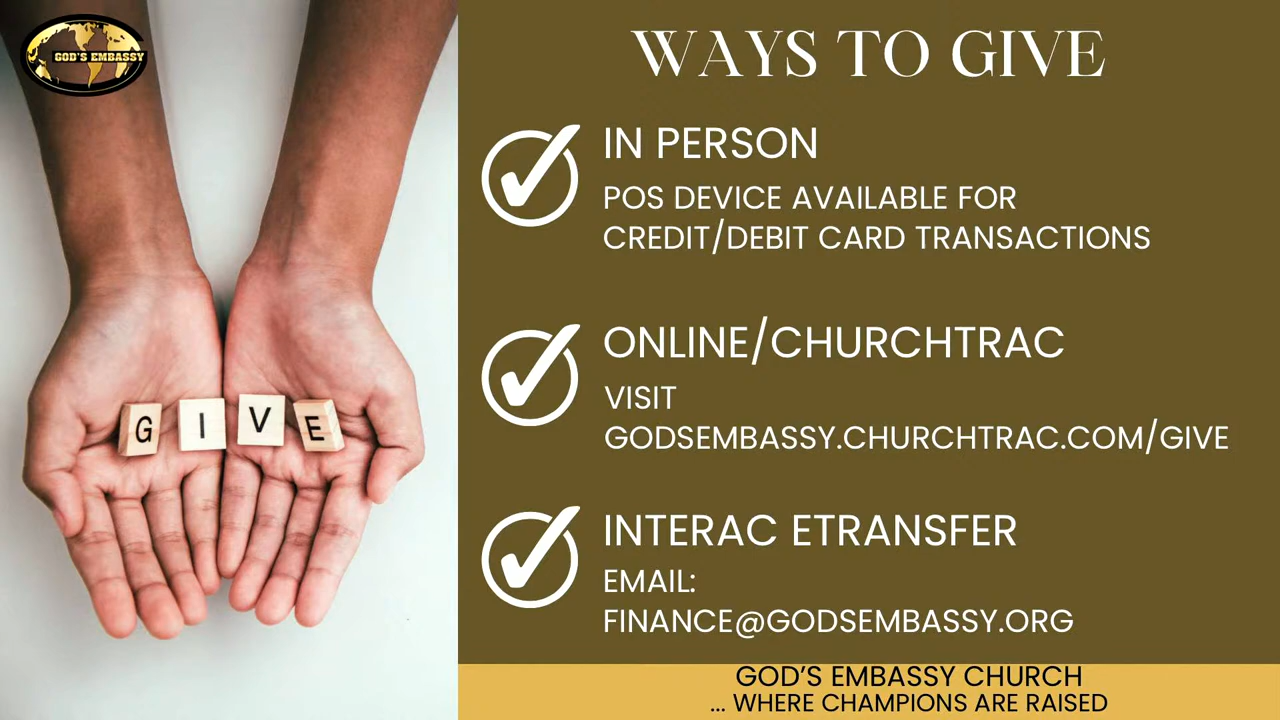 GOD'S EMBASSY
G I V E
WAYS TO GIVE
IN PERSON
POS DEVICE AVAILABLE FOR
CREDIT/DEBIT CARD TRANSACTIONS
ONLINE/CHURCHTRAC
VISIT
GODSEMBASSY.CHURCHTRAC.COM/GIVE
INTERAC ETRANSFER
EMAIL:
FINANCE@GODSEMBASSY.ORG
GOD'S EMBASSY CHURCH
... WHERE CHAMPIONS ARE RAISED